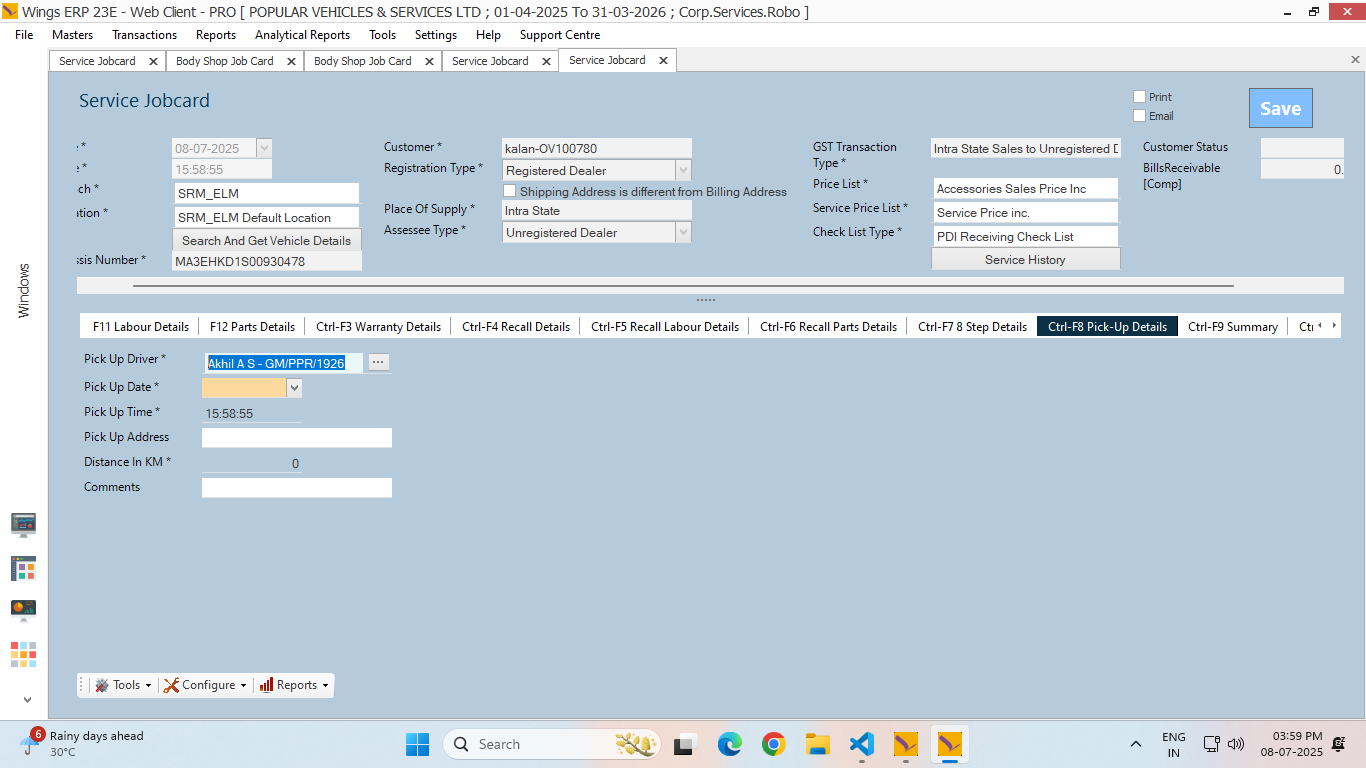 Wings ERP 23E - Web Client - PRO [ POPULAR VEHICLES & SERVICES LTD ; 01-04-2025 To 31-03-2026 ; Corp.Services.Robo ]
File Masters Transactions Reports Analytical Reports Tools Settings Help Support Centre
Service Jobcard Body Shop Job Card Body Shop Job Card Service Jobcard Service Jobcard
Service Jobcard
Print
Email
Save
* 08-07-2025
e * 15:58:55
ch * SRM_ELM
ation * SRM_ELM Default Location
Search And Get Vehicle Details
ssis Number * MA3EHKD1S00930478
Customer * kalan-OV100780
Registration Type * Registered Dealer
Shipping Address is different from Billing Address
Place Of Supply * Intra State
Assessee Type * Unregistered Dealer
GST Transaction Type * Intra State Sales to Unregistered D
Price List * Accessories Sales Price Inc
Service Price List * Service Price inc.
Check List Type * PDI Receiving Check List
Service History
Customer Status
BillsReceivable [Comp] 0.
Windows
F11 Labour Details F12 Parts Details Ctrl-F3 Warranty Details Ctrl-F4 Recall Details Ctrl-F5 Recall Labour Details Ctrl-F6 Recall Parts Details Ctrl-F7 8 Step Details Ctrl-F8 Pick-Up Details Ctrl-F9 Summary Ctr
Pick Up Driver * Akhil A S - GM/PPR/1926 ...
Pick Up Date *
Pick Up Time * 15:58:55
Pick Up Address
Distance In KM * 0
Comments
Tools Configure Reports
6 Rainy days ahead
30°C
Search
ENG
IN
03:59 PM
08-07-2025